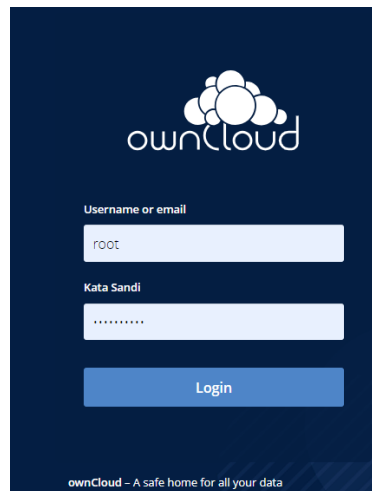 ownCloud
Username or email
root
Kata Sandi
••••••••••
Login
ownCloud – A safe home for all your data